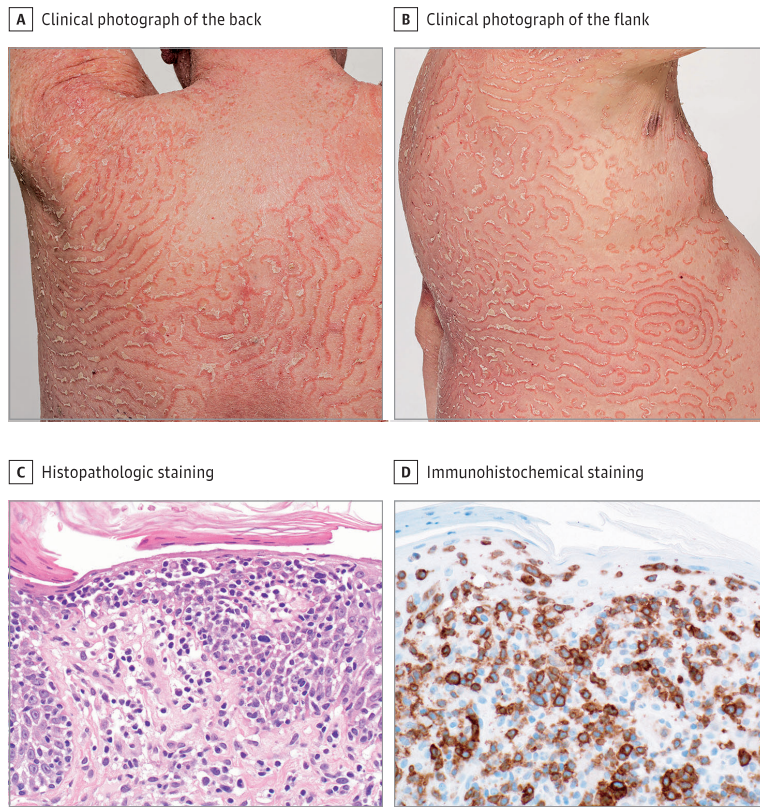 A Clinical photograph of the back
B Clinical photograph of the flank
C Histopathologic staining
D Immunohistochemical staining